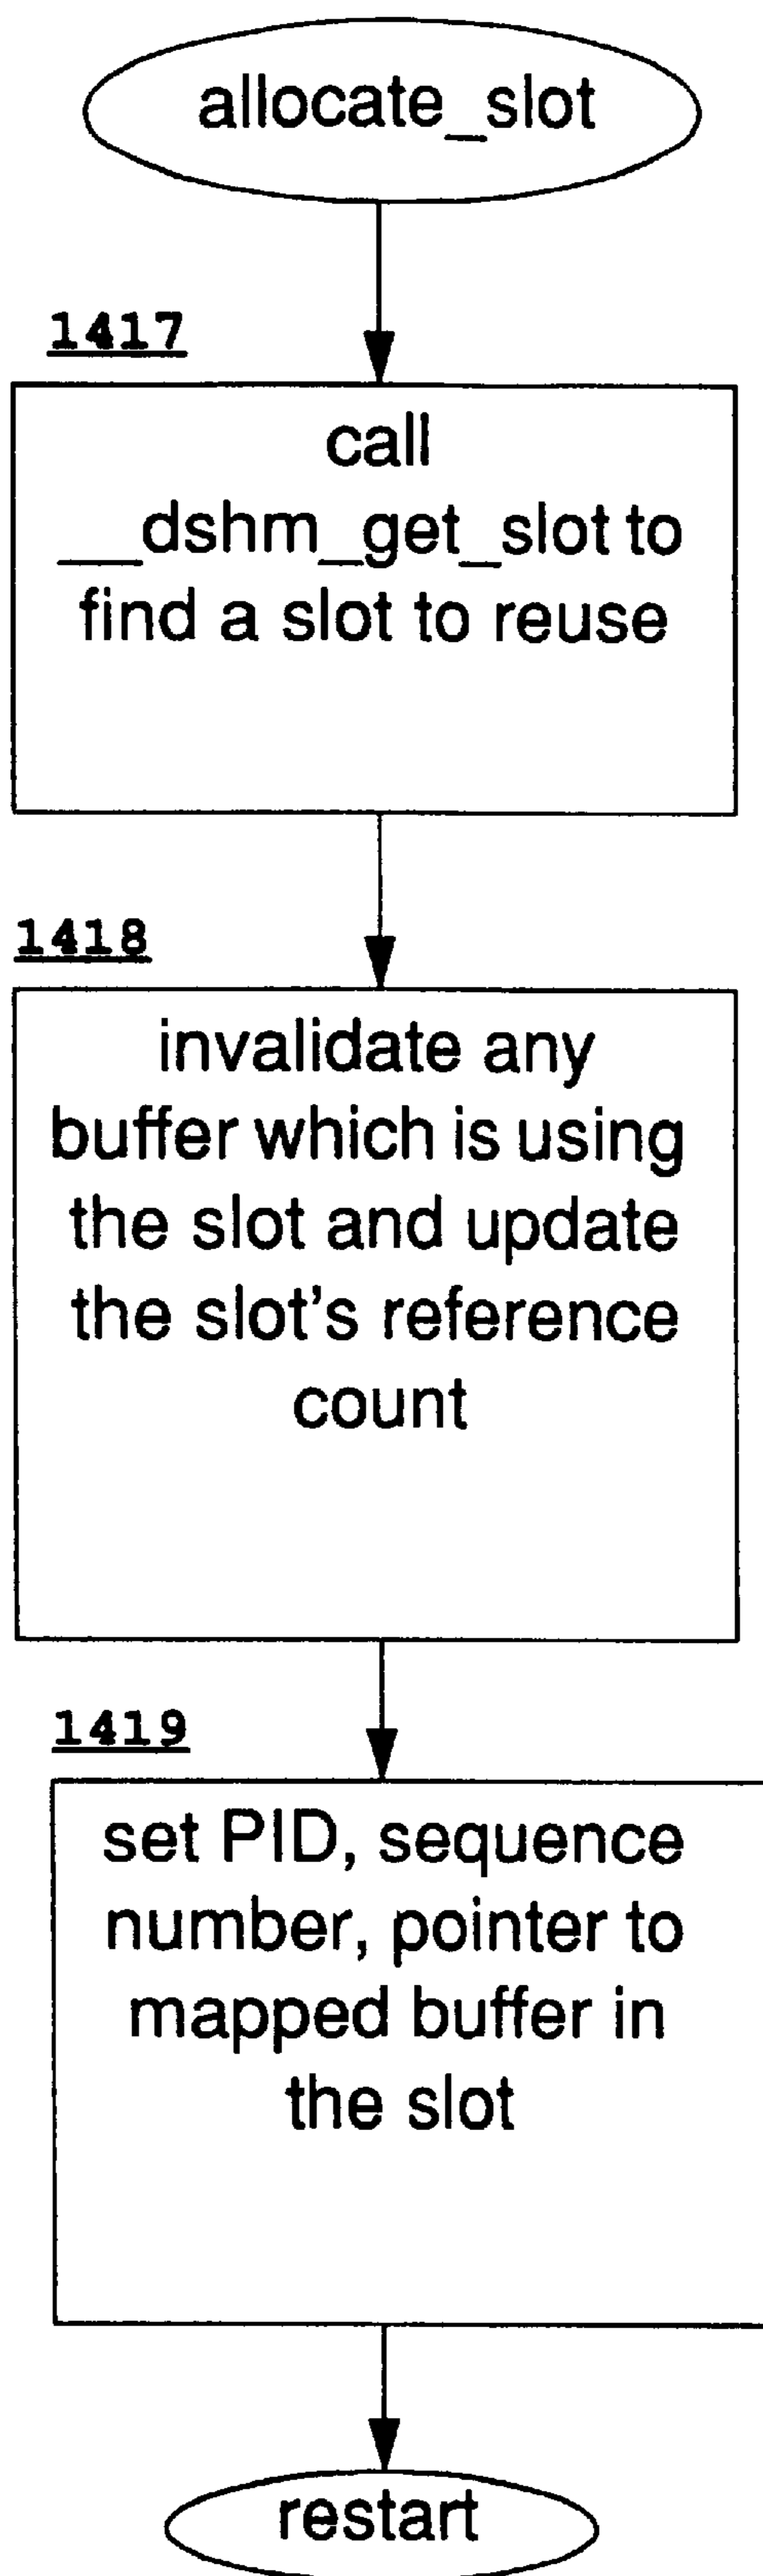 allocate_slot
1417
call
__dshm_get_slot to
find a slot to reuse
1418
invalidate any
buffer which is using
the slot and update
the slot's reference
count
1419
set PID, sequence
number, pointer to
mapped buffer in
the slot
restart